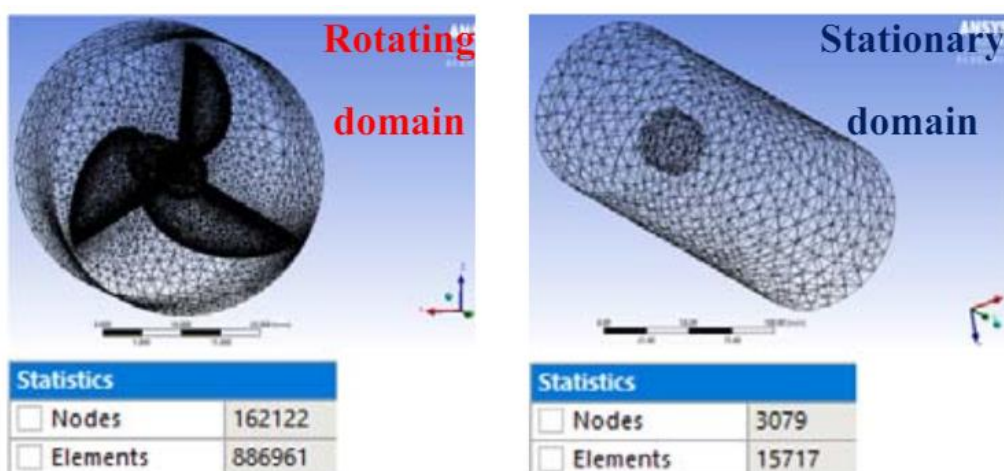 Rotating
domain
Stationary
domain
Statistics
Nodes 162122
Elements 886961
Statistics
Nodes 3079
Elements 15717